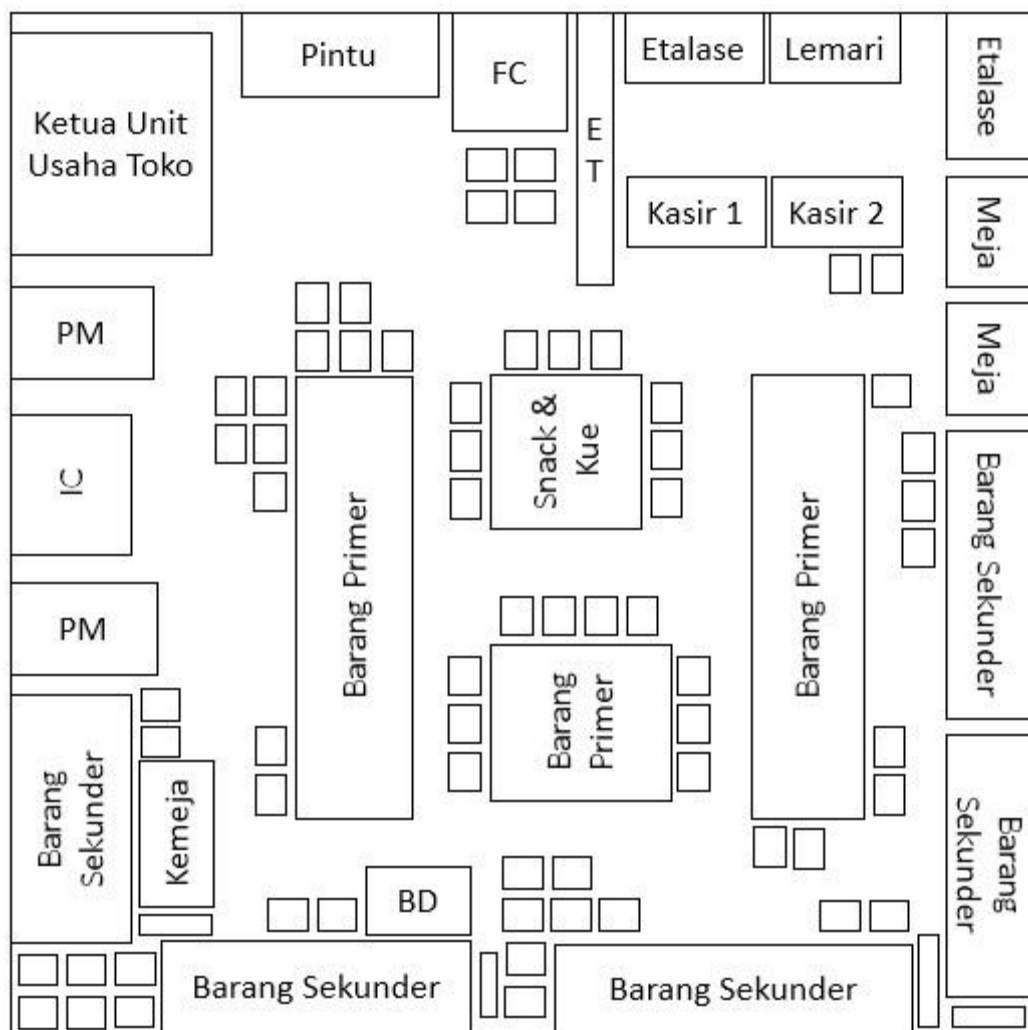 Pintu
FC
E
T
Etalase
Lemari
Etalase
Ketua Unit
Usaha Toko
Kasir 1
Kasir 2
Meja
PM
Meja
Snack &
Kue
IC
Barang Primer
Barang Primer
Barang Sekunder
PM
Barang
Primer
Barang
Sekunder
Kemeja
Barang
Sekunder
BD
Barang Sekunder
Barang Sekunder